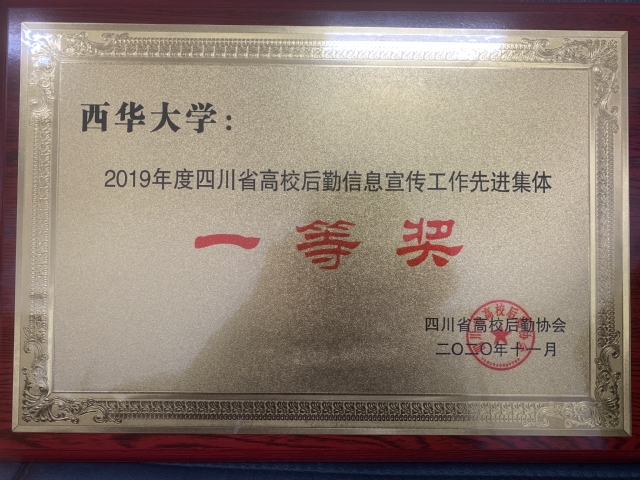 西华大学：
2019年度四川省高校后勤信息宣传工作先进集体
一等奖
四川省高校后勤协会
二〇二〇年十一月